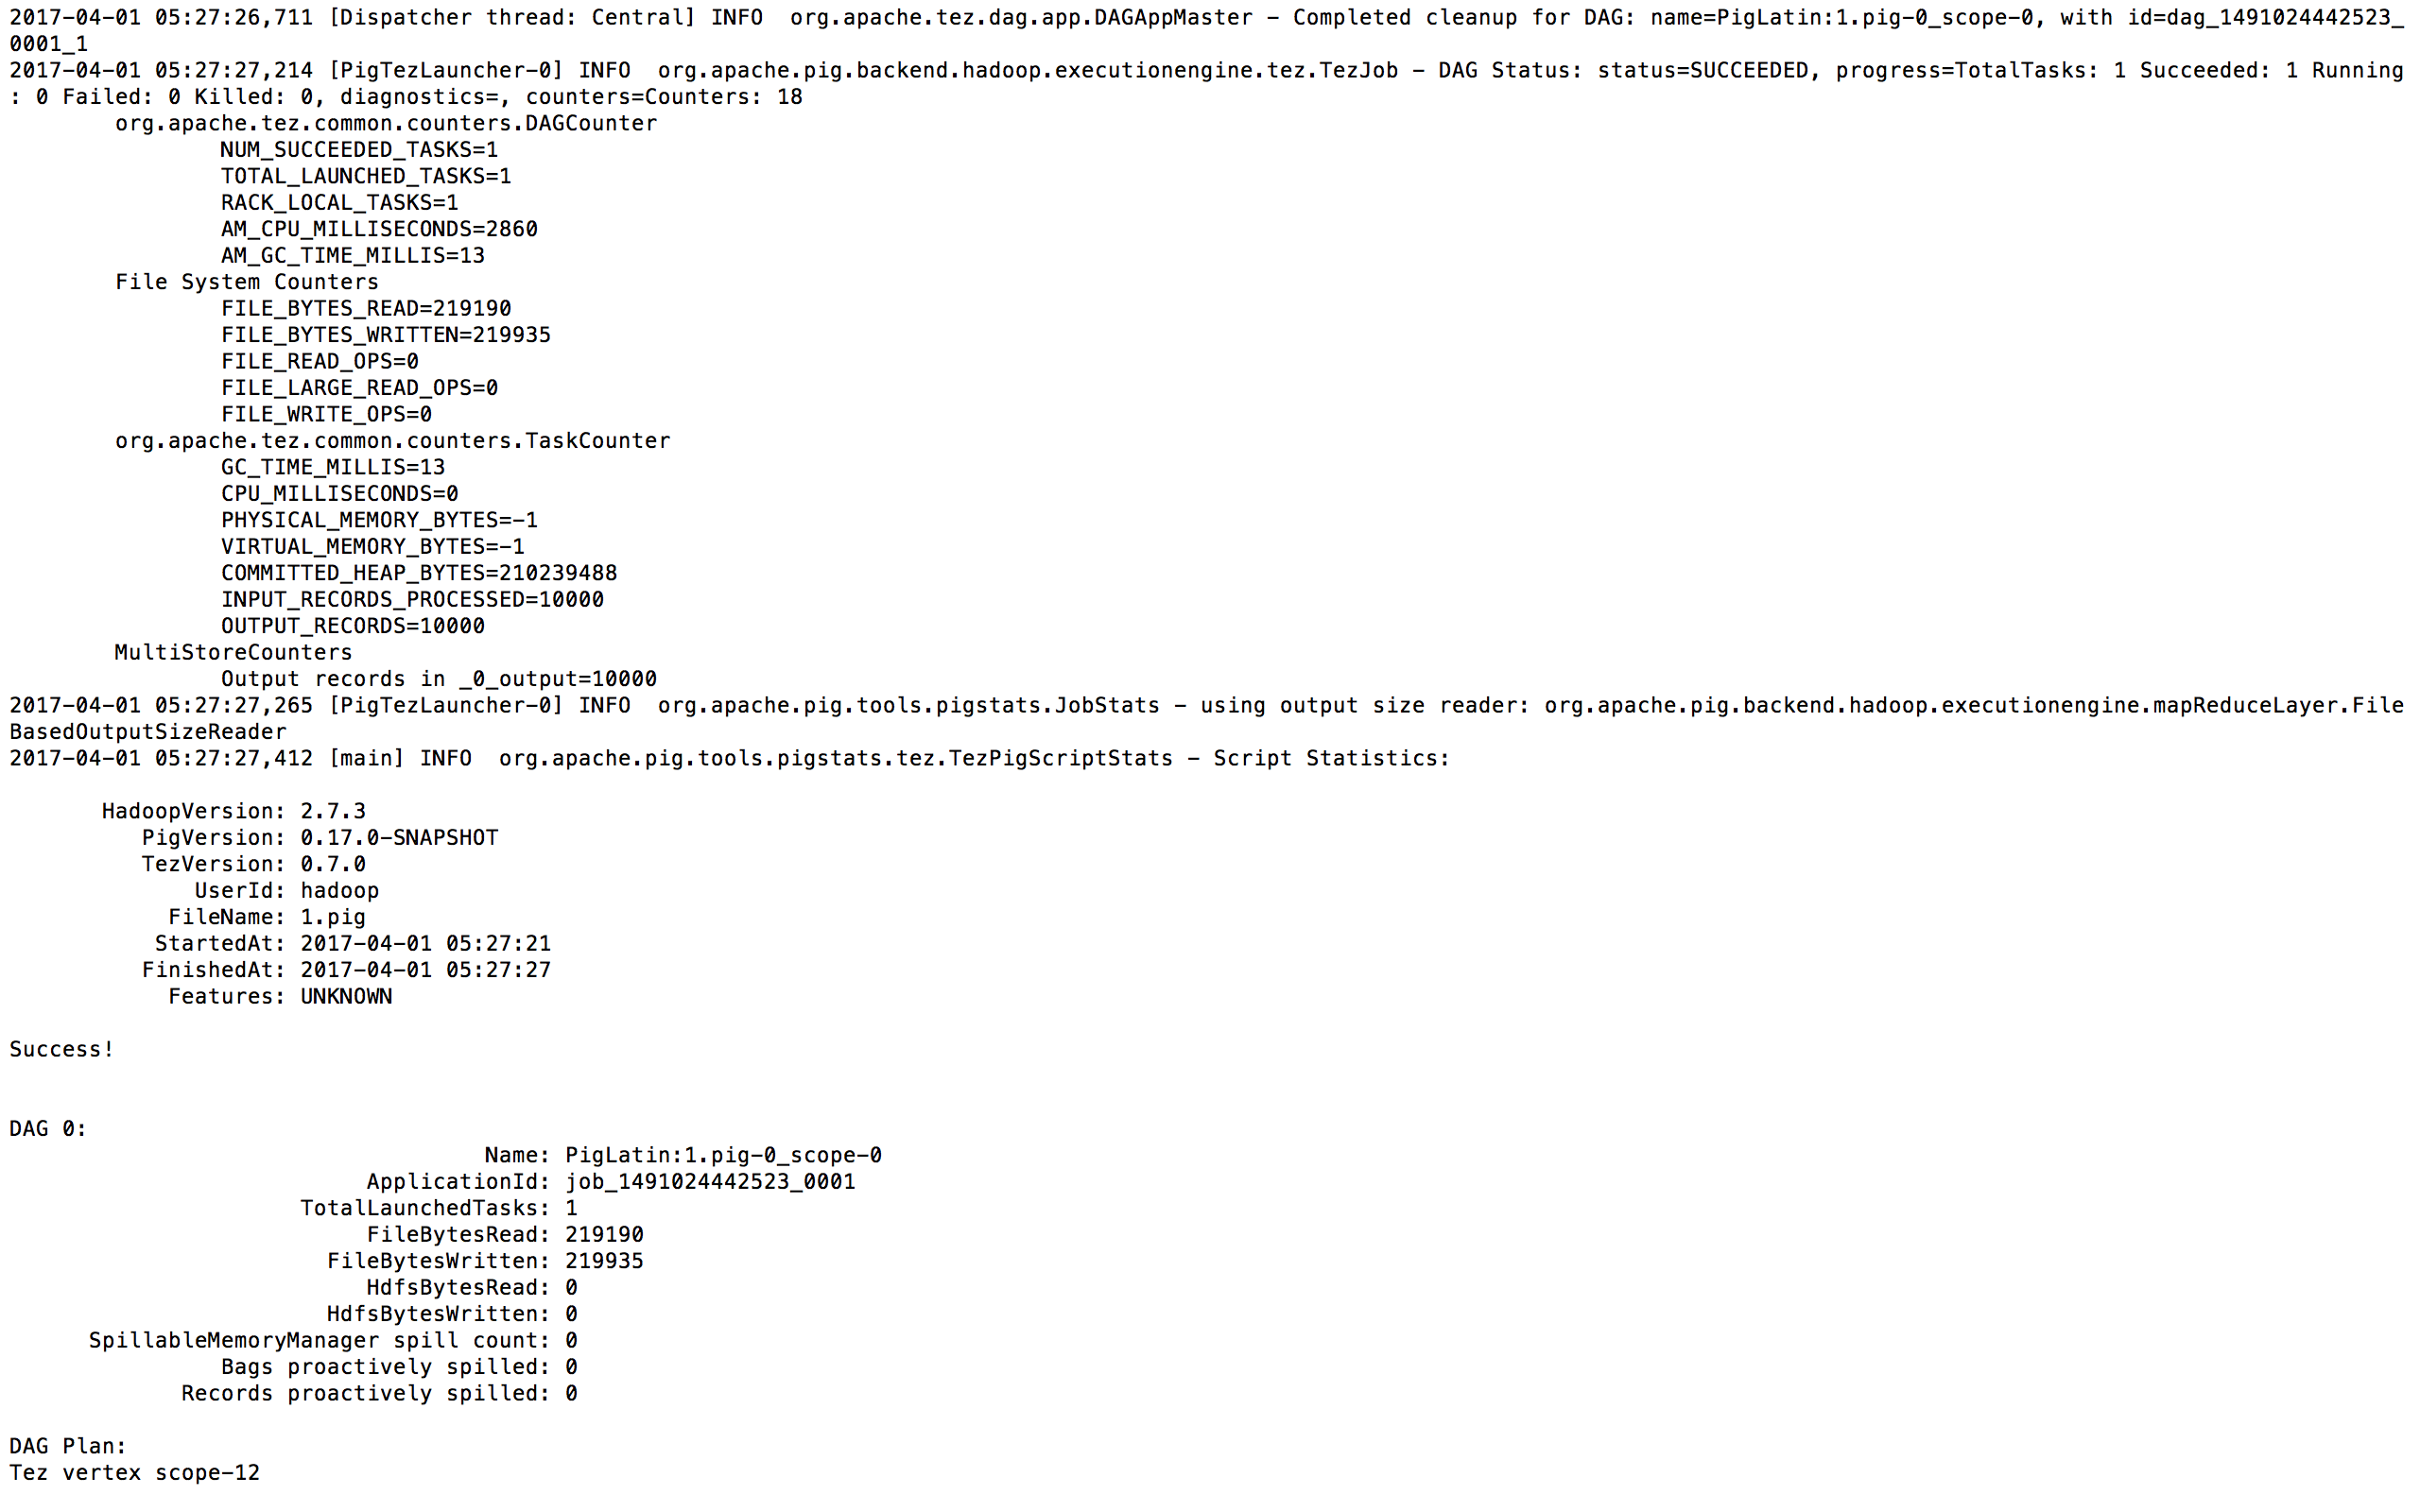 2017-04-01 05:27:26,711 [Dispatcher thread: Central] INFO  org.apache.tez.dag.app.DAGAppMaster - Completed cleanup for DAG: name=PigLatin:1.pig-0_scope-0, with id=dag_1491024442523_
0001_1
2017-04-01 05:27:27,214 [PigTezLauncher-0] INFO  org.apache.pig.backend.hadoop.executionengine.tez.TezJob - DAG Status: status=SUCCEEDED, progress=TotalTasks: 1 Succeeded: 1 Running
: 0 Failed: 0 Killed: 0, diagnostics=, counters=Counters: 18
        org.apache.tez.common.counters.DAGCounter
                NUM_SUCCEEDED_TASKS=1
                TOTAL_LAUNCHED_TASKS=1
                RACK_LOCAL_TASKS=1
                AM_CPU_MILLISECONDS=2860
                AM_GC_TIME_MILLIS=13
        File System Counters
                FILE_BYTES_READ=219190
                FILE_BYTES_WRITTEN=219935
                FILE_READ_OPS=0
                FILE_LARGE_READ_OPS=0
                FILE_WRITE_OPS=0
        org.apache.tez.common.counters.TaskCounter
                GC_TIME_MILLIS=13
                CPU_MILLISECONDS=0
                PHYSICAL_MEMORY_BYTES=-1
                VIRTUAL_MEMORY_BYTES=-1
                COMMITTED_HEAP_BYTES=210239488
                INPUT_RECORDS_PROCESSED=10000
                OUTPUT_RECORDS=10000
        MultiStoreCounters
                Output records in _0_output=10000
2017-04-01 05:27:27,265 [PigTezLauncher-0] INFO  org.apache.pig.tools.pigstats.JobStats - using output size reader: org.apache.pig.backend.hadoop.executionengine.mapReduceLayer.File
BasedOutputSizeReader
2017-04-01 05:27:27,412 [main] INFO  org.apache.pig.tools.pigstats.tez.TezPigScriptStats - Script Statistics:

       HadoopVersion: 2.7.3
          PigVersion: 0.17.0-SNAPSHOT
          TezVersion: 0.7.0
              UserId: hadoop
            FileName: 1.pig
           StartedAt: 2017-04-01 05:27:21
          FinishedAt: 2017-04-01 05:27:27
            Features: UNKNOWN

Success!


DAG 0:
                                    Name: PigLatin:1.pig-0_scope-0
                           ApplicationId: job_1491024442523_0001
                      TotalLaunchedTasks: 1
                           FileBytesRead: 219190
                        FileBytesWritten: 219935
                           HdfsBytesRead: 0
                        HdfsBytesWritten: 0
      SpillableMemoryManager spill count: 0
                Bags proactively spilled: 0
             Records proactively spilled: 0

DAG Plan:
Tez vertex scope-12